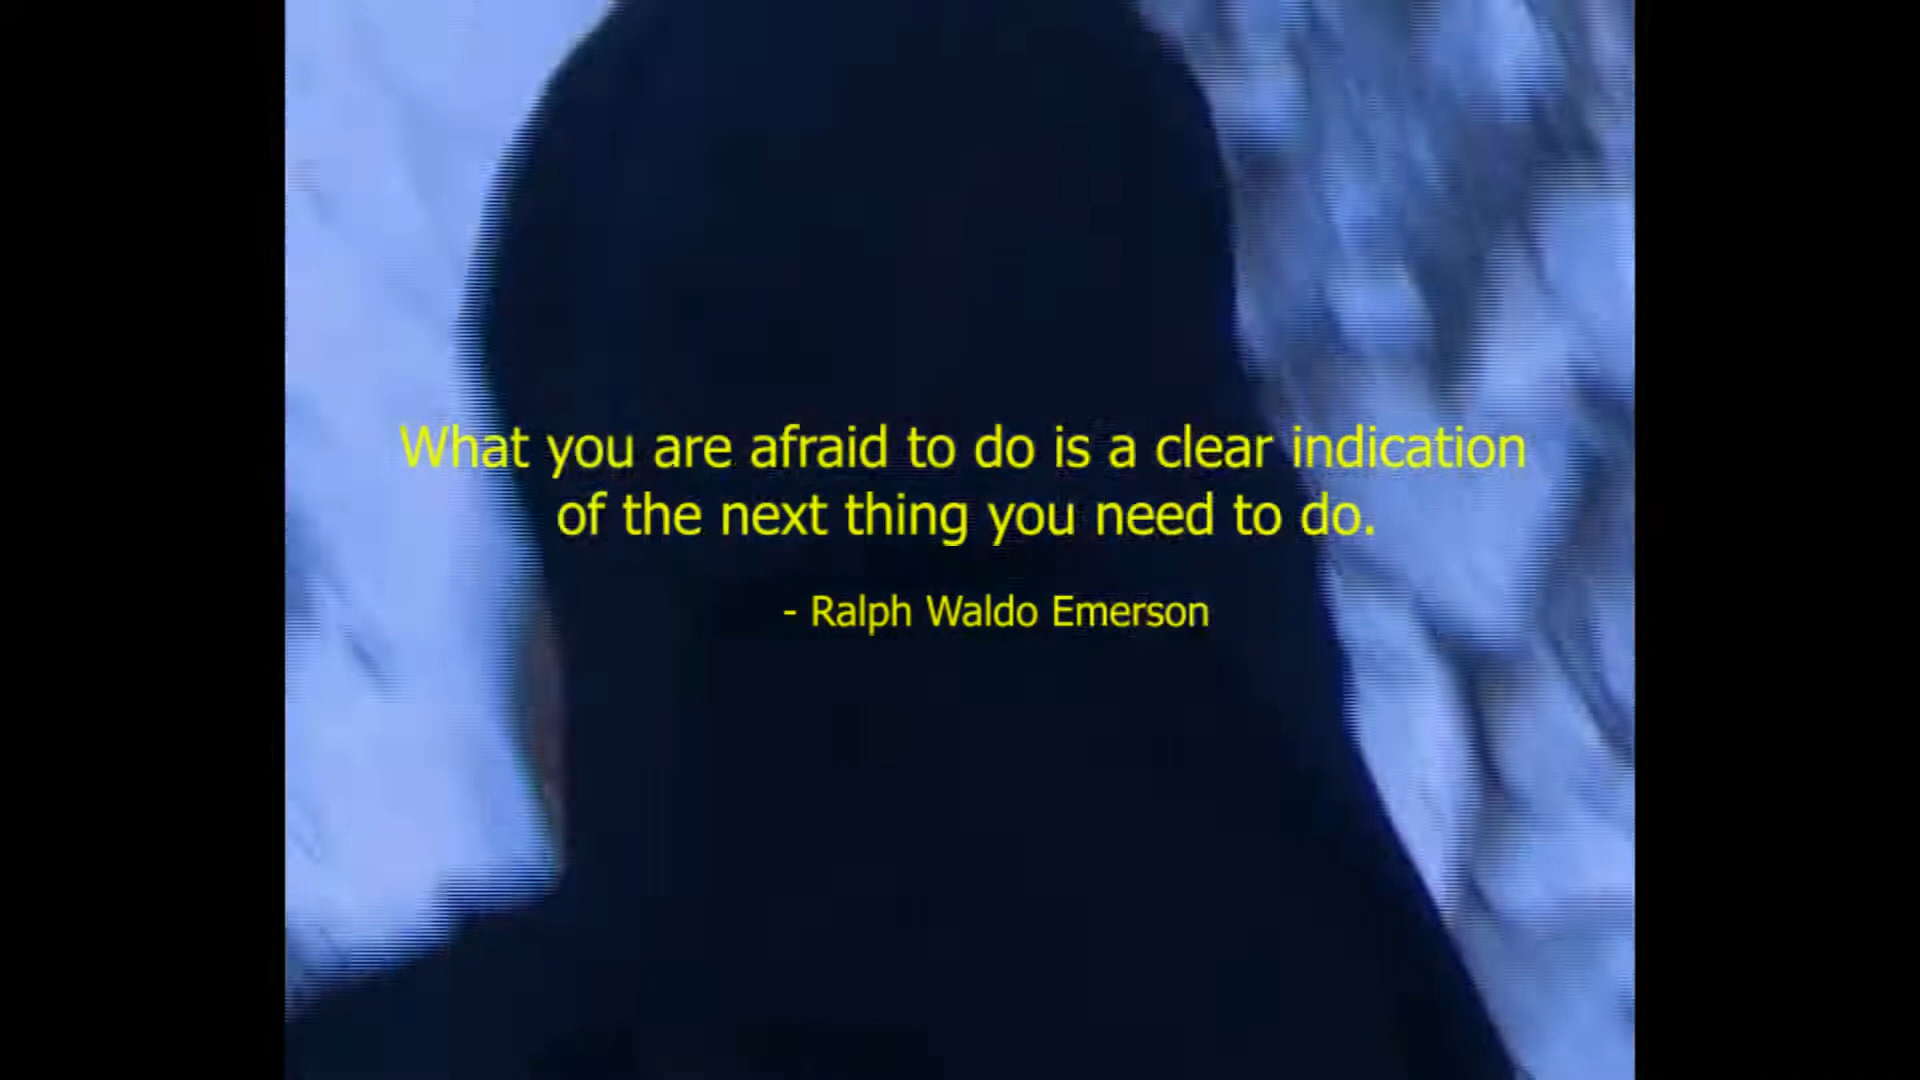 What you are afraid to do is a clear indication
of the next thing you need to do.
- Ralph Waldo Emerson